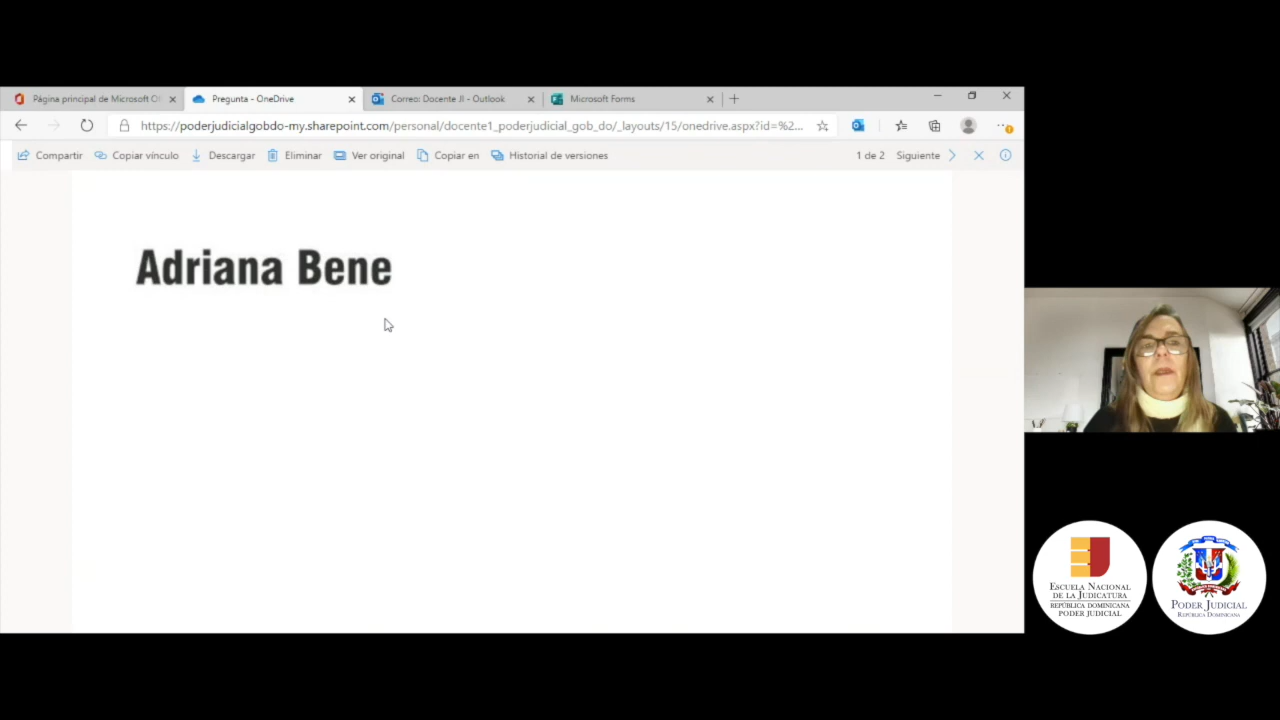 Página principal de Microsoft Of
Pregunta - OneDrive
Correo: Docente JI - Outlook
Microsoft Forms
https://poderjudicialgobdo-my.sharepoint.com/personal/docente1_poderjudicial_gob_do/_layouts/15/onedrive.aspx?id=%2...
Compartir Copiar vínculo Descargar Eliminar Ver original Copiar en Historial de versiones 1 de 2 Siguiente
Adriana Bene
ESCUELA NACIONAL
DE LA JUDICATURA
REPÚBLICA DOMINICANA
PODER JUDICIAL
PODER JUDICIAL
REPÚBLICA DOMINICANA